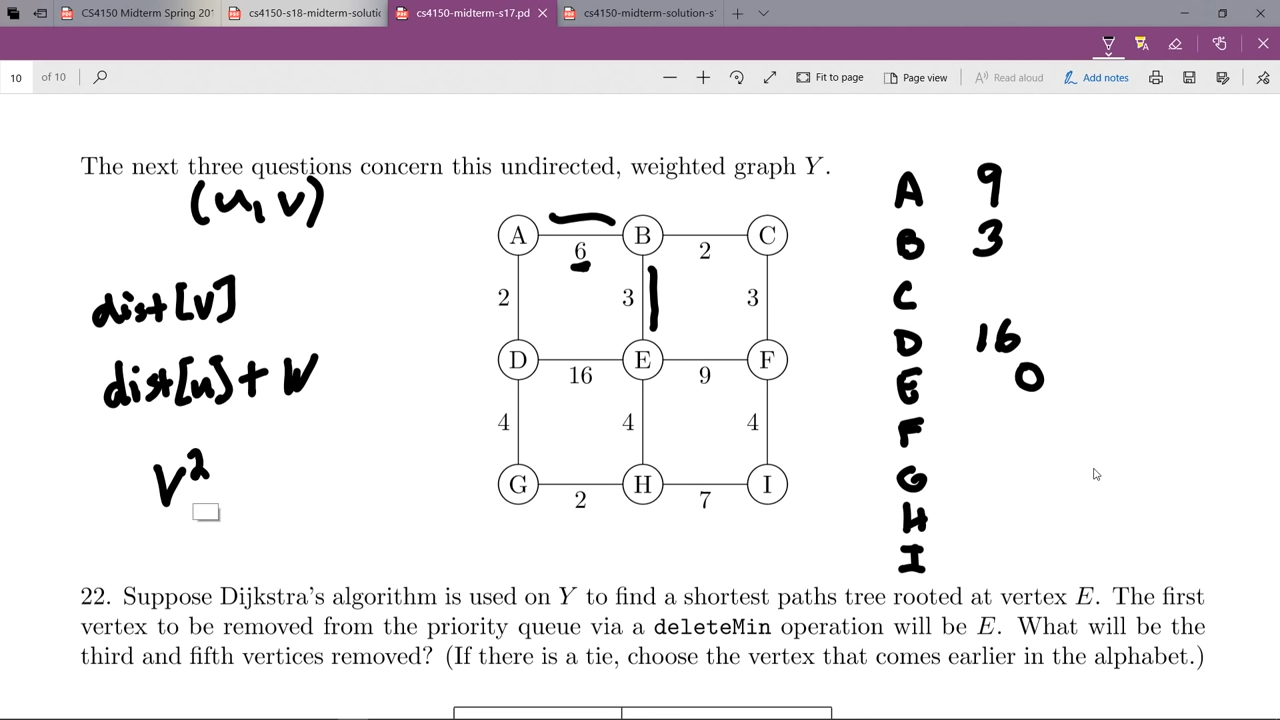 CS4150 Midterm Spring 201
cs4150-s18-midterm-solutio
cs4150-midterm-s17.pd
cs4150-midterm-solution-s'
10 of 10
Fit to page
Page view
Read aloud
Add notes
The next three questions concern this undirected, weighted graph Y.
(u, v)
dist[v]
dist[u] + W
V²
A 6 B 2 C
2 3 3
D 16 E 9 F
4 4 4
G 2 H 7 I
A 9
B 3
C
D 16
E 0
F
G
H
I
22. Suppose Dijkstra's algorithm is used on Y to find a shortest paths tree rooted at vertex E. The first
vertex to be removed from the priority queue via a deleteMin operation will be E. What will be the
third and fifth vertices removed? (If there is a tie, choose the vertex that comes earlier in the alphabet.)